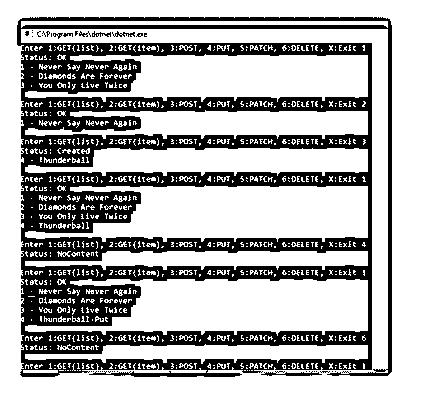 C:\Program Files\dotnet\dotnet.exe
Enter 1:GET(list), 2:GET(item), 3:POST, 4:PUT, 5:PATCH, 6:DELETE, X:Exit 1
Status: OK
1 - Never Say Never Again
2 - Diamonds Are Forever
3 - You Only Live Twice
Enter 1:GET(list), 2:GET(item), 3:POST, 4:PUT, 5:PATCH, 6:DELETE, X:Exit 2
Status: OK
1 - Never Say Never Again
Enter 1:GET(list), 2:GET(item), 3:POST, 4:PUT, 5:PATCH, 6:DELETE, X:Exit 3
Status: Created
4 - Thunderball
Enter 1:GET(list), 2:GET(item), 3:POST, 4:PUT, 5:PATCH, 6:DELETE, X:Exit 1
Status: OK
1 - Never Say Never Again
2 - Diamonds Are Forever
3 - You Only Live Twice
4 - Thunderball
Enter 1:GET(list), 2:GET(item), 3:POST, 4:PUT, 5:PATCH, 6:DELETE, X:Exit 4
Status: NoContent
Enter 1:GET(list), 2:GET(item), 3:POST, 4:PUT, 5:PATCH, 6:DELETE, X:Exit 1
Status: OK
1 - Never Say Never Again
2 - Diamonds Are Forever
3 - You Only Live Twice
4 - Thunderball-Put
Enter 1:GET(list), 2:GET(item), 3:POST, 4:PUT, 5:PATCH, 6:DELETE, X:Exit 6
Status: NoContent
Enter 1:GET(list), 2:GET(item), 3:POST, 4:PUT, 5:PATCH, 6:DELETE, X:Exit 1